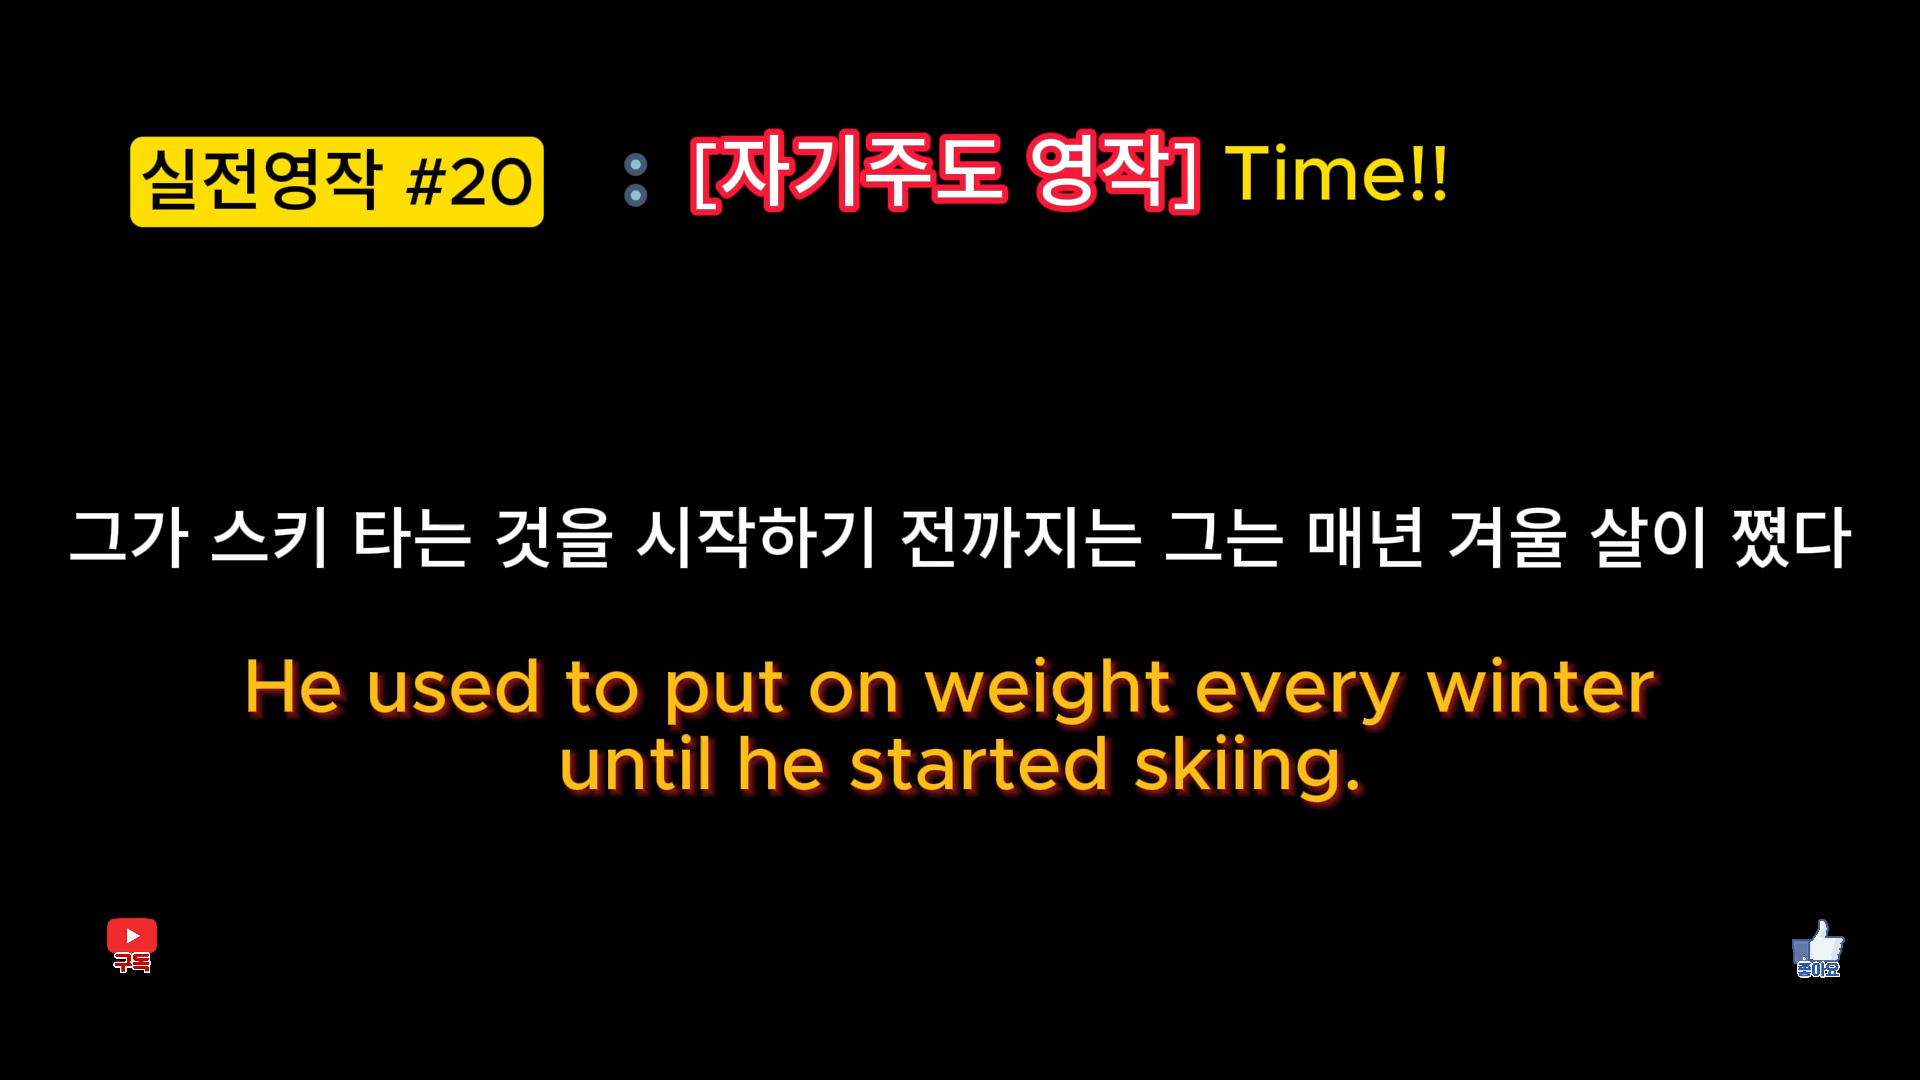 실전영작 #20 : [자기주도 영작] Time!!
그가 스키 타는 것을 시작하기 전까지는 그는 매년 겨울 살이 쪘다
He used to put on weight every winter
until he started skiing.
구독
좋아요